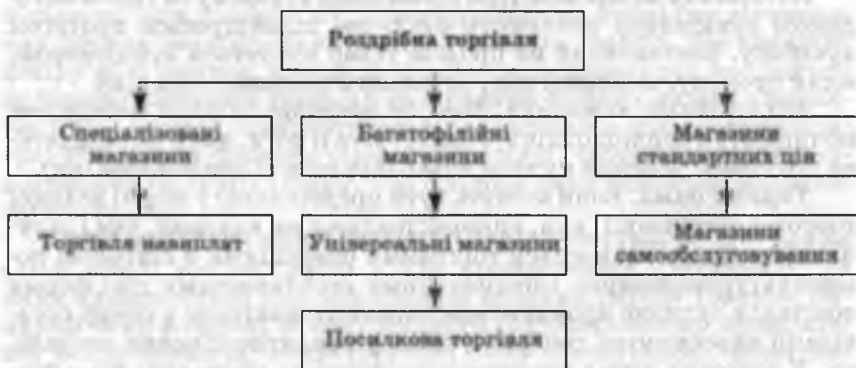 Роздрібна торгівля
Спеціалізовані
магазини
Багатофілійні
магазини
Магазини
стандартних цін
Торгівля навиплат
Універсальні магазини
Магазини
самообслуговування
Посилкова торгівля